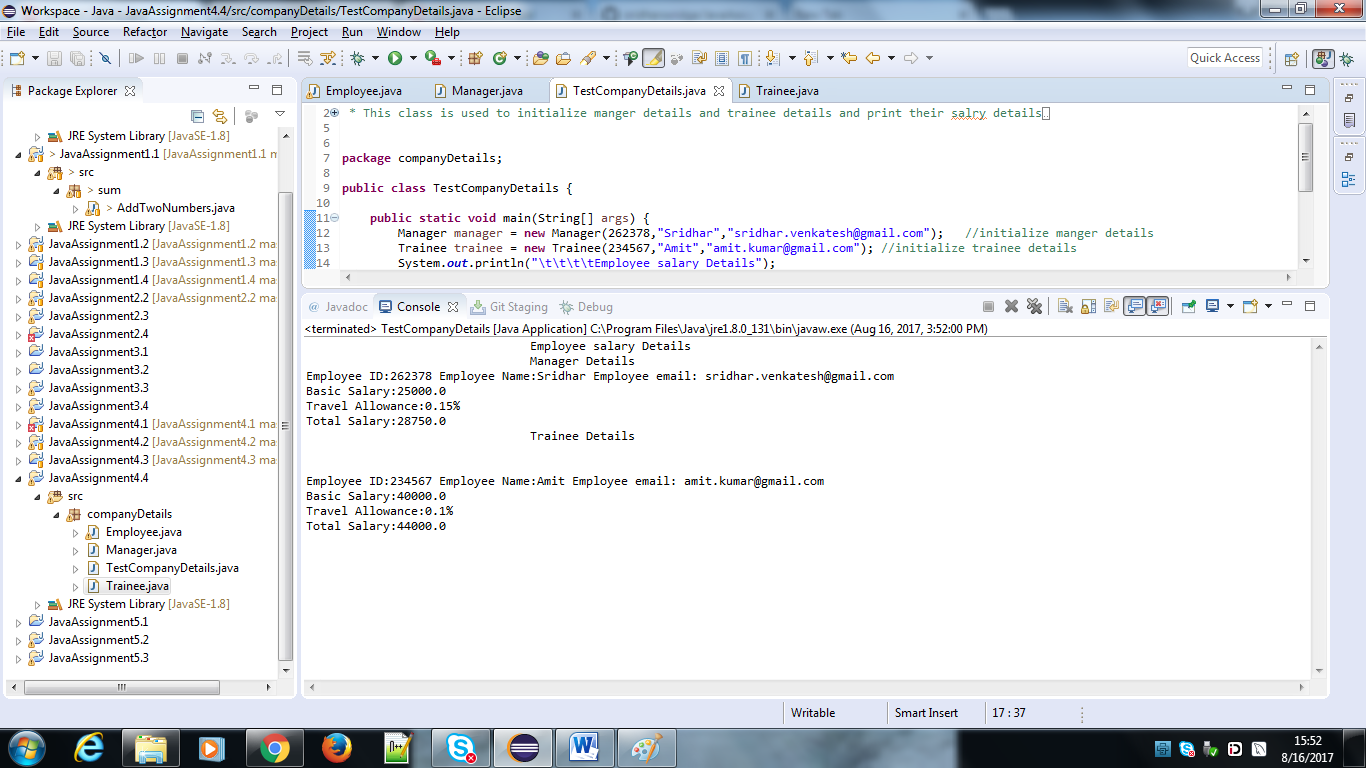 Workspace - Java - JavaAssignment4.4/src/companyDetails/TestCompanyDetails.java - Eclipse
File Edit Source Refactor Navigate Search Project Run Window Help
Quick Access
Package Explorer
JRE System Library [JavaSE-1.8]
> JavaAssignment1.1 [JavaAssignment1.1 m
> src
> sum
> AddTwoNumbers.java
JRE System Library [JavaSE-1.8]
JavaAssignment1.2 [JavaAssignment1.2 mas
JavaAssignment1.3 [JavaAssignment1.3 mas
JavaAssignment1.4 [JavaAssignment1.4 mas
JavaAssignment2.2 [JavaAssignment2.2 mas
JavaAssignment2.3
JavaAssignment2.4
JavaAssignment3.1
JavaAssignment3.2
JavaAssignment3.3
JavaAssignment3.4
JavaAssignment4.1 [JavaAssignment4.1 mas
JavaAssignment4.2 [JavaAssignment4.2 mas
JavaAssignment4.3 [JavaAssignment4.3 mas
JavaAssignment4.4
src
companyDetails
Employee.java
Manager.java
TestCompanyDetails.java
Trainee.java
JRE System Library [JavaSE-1.8]
JavaAssignment5.1
JavaAssignment5.2
JavaAssignment5.3
Employee.java Manager.java TestCompanyDetails.java Trainee.java
2 * This class is used to initialize manger details and trainee details and print their salry details
5
6
7 package companyDetails;
8
9 public class TestCompanyDetails {
10
11 public static void main(String[] args) {
12 Manager manager = new Manager(262378,"Sridhar","sridhar.venkatesh@gmail.com"); //initialize manger details
13 Trainee trainee = new Trainee(234567,"Amit","amit.kumar@gmail.com"); //initialize trainee details
14 System.out.println("\t\t\t\tEmployee salary Details");
@ Javadoc Console Git Staging Debug
<terminated> TestCompanyDetails [Java Application] C:\Program Files\Java\jre1.8.0_131\bin\javaw.exe (Aug 16, 2017, 3:52:00 PM)
Employee salary Details
Manager Details
Employee ID:262378 Employee Name:Sridhar Employee email: sridhar.venkatesh@gmail.com
Basic Salary:25000.0
Travel Allowance:0.15%
Total Salary:28750.0
Trainee Details
Employee ID:234567 Employee Name:Amit Employee email: amit.kumar@gmail.com
Basic Salary:40000.0
Travel Allowance:0.1%
Total Salary:44000.0
Writable Smart Insert 17 : 37
15:52
8/16/2017